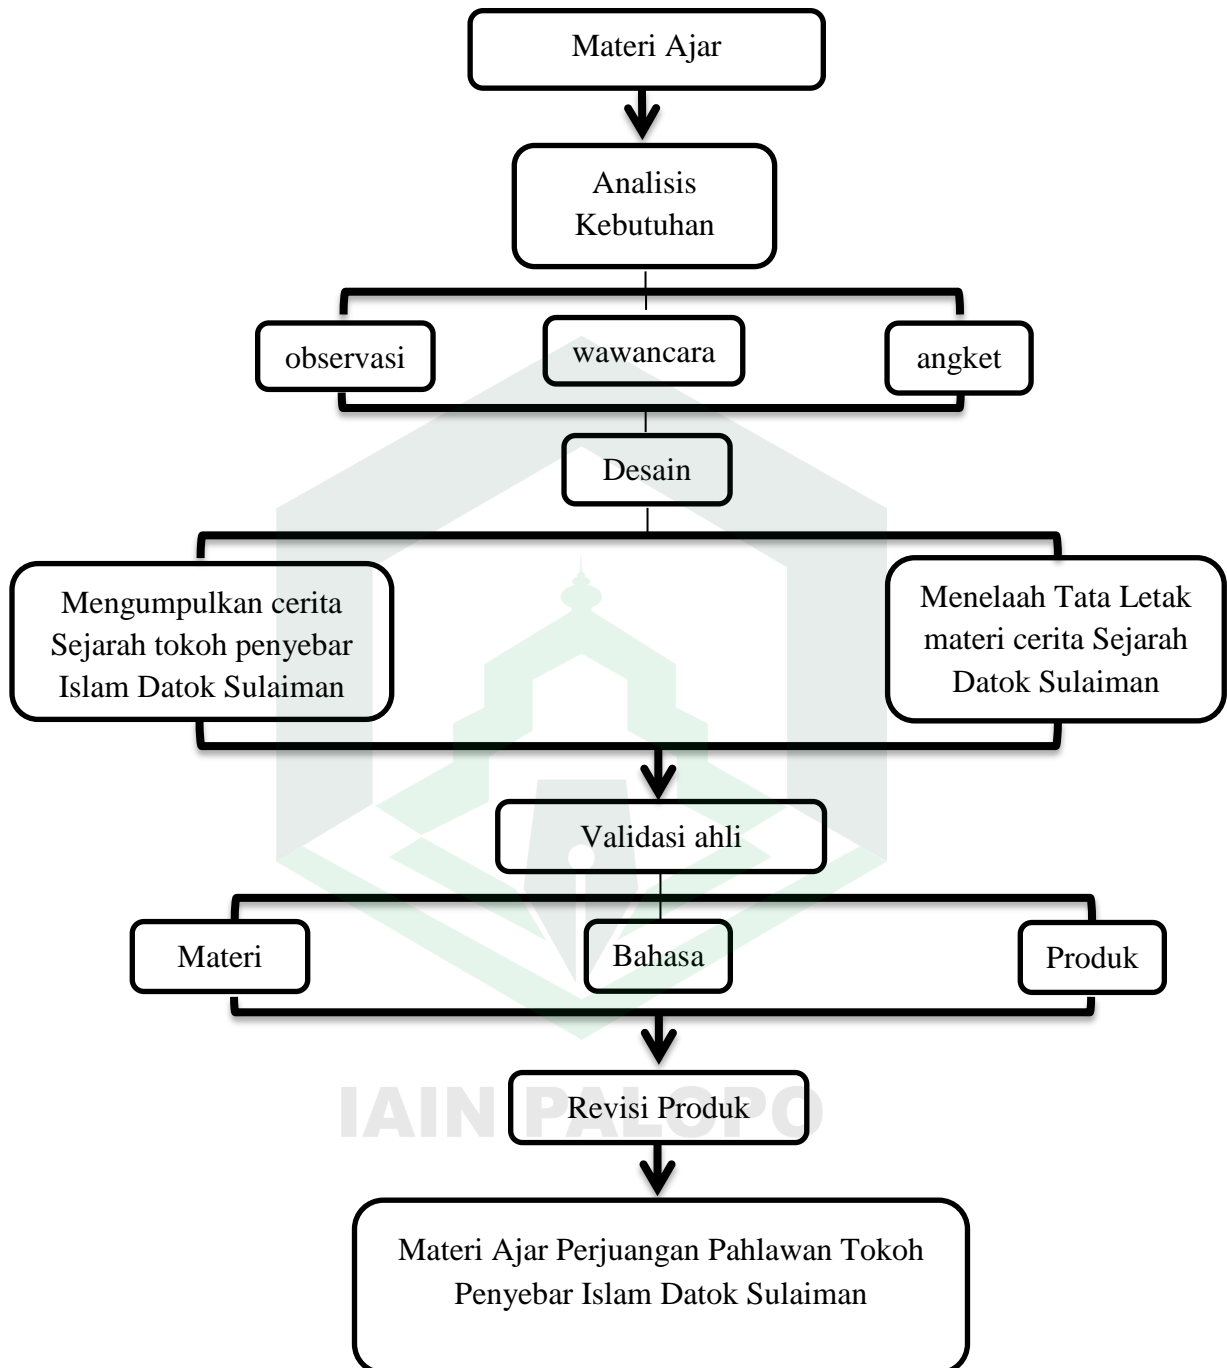 Materi Ajar
Analisis
Kebutuhan
observasi
wawancara
angket
Desain
Mengumpulkan cerita
Sejarah tokoh penyebar
Islam Datok Sulaiman
Menelaah Tata Letak
materi cerita Sejarah
Datok Sulaiman
Validasi ahli
Materi
Bahasa
Produk
IAIN PALOPO
Revisi Produk
Materi Ajar Perjuangan Pahlawan Tokoh
Penyebar Islam Datok Sulaiman